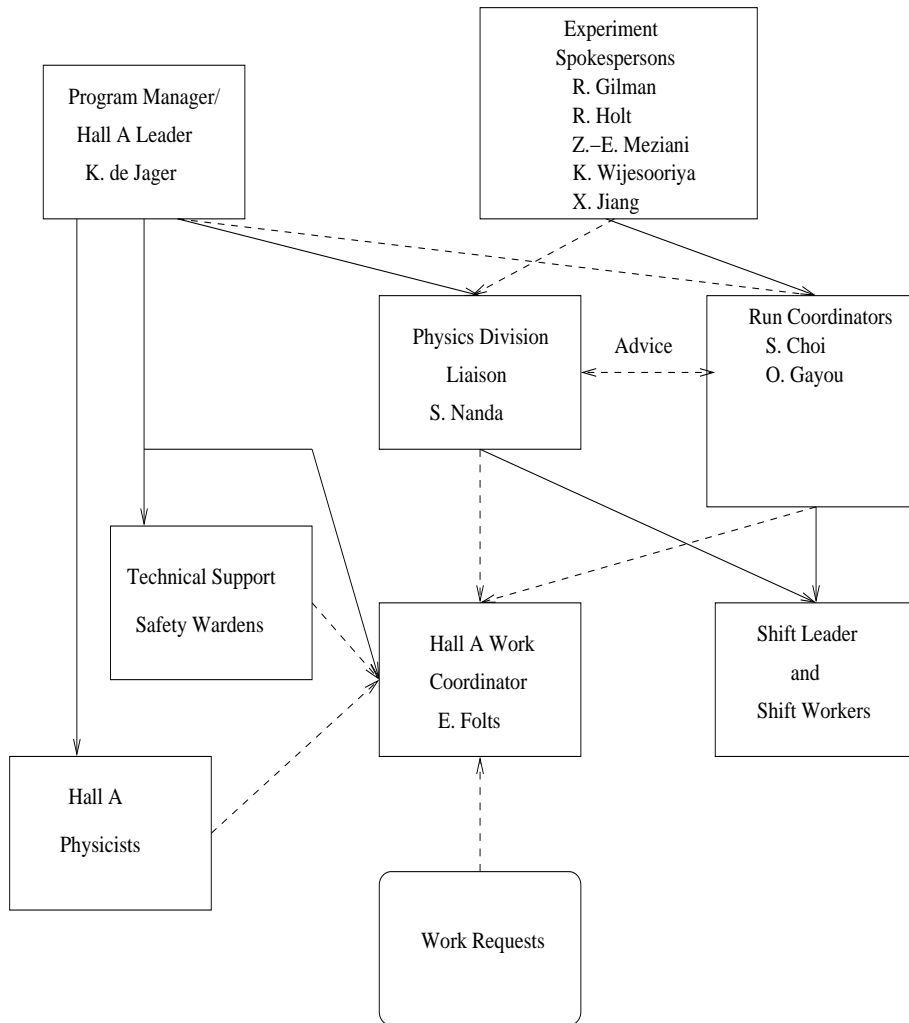 Experiment
Spokespersons
R. Gilman
R. Holt
Z.−E. Meziani
K. Wijesooriya
X. Jiang
Program Manager/
Hall A Leader
K. de Jager
Physics Division
Liaison
S. Nanda
Advice
Run Coordinators
S. Choi
O. Gayou
Technical Support
Safety Wardens
Hall A Work
Coordinator
E. Folts
Shift Leader
and
Shift Workers
Hall A
Physicists
Work Requests